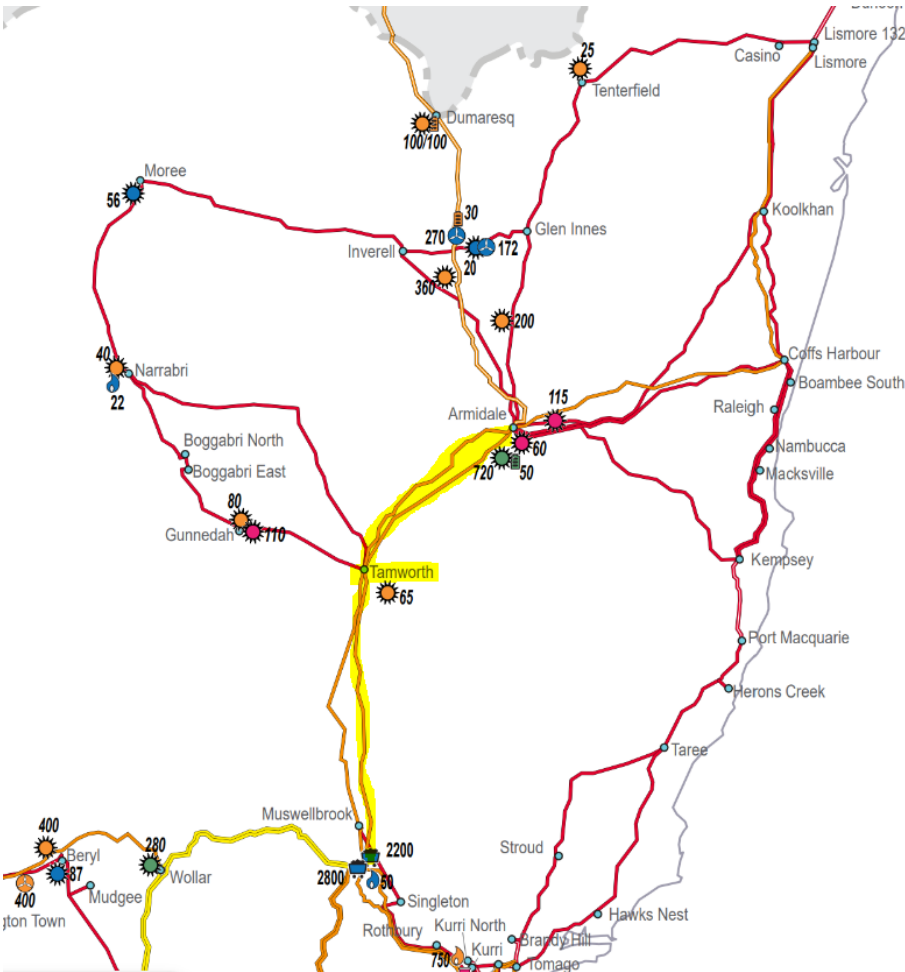 Lismore 132
Casino
Lismore
25
Tenterfield
Dumaresq
100/100
Moree
56
30
270
Koolkhan
Glen Innes
172
20
Inverell
360
200
40
Narrabri
22
Coffs Harbour
Boambee South
115
Raleigh
Armidale
60
720
50
Nambucca
Macksville
Boggabri North
Boggabri East
80
Gunnedah
110
Tamworth
65
Kempsey
Port Macquarie
Herons Creek
Taree
Muswellbrook
2200
2800
50
400
Beryl
280
87
Wollar
400
Mudgee
gton Town
Stroud
Singleton
Hawks Nest
Rothbury
Kurri North
Kurri
Brandy Hill
750
Tomago